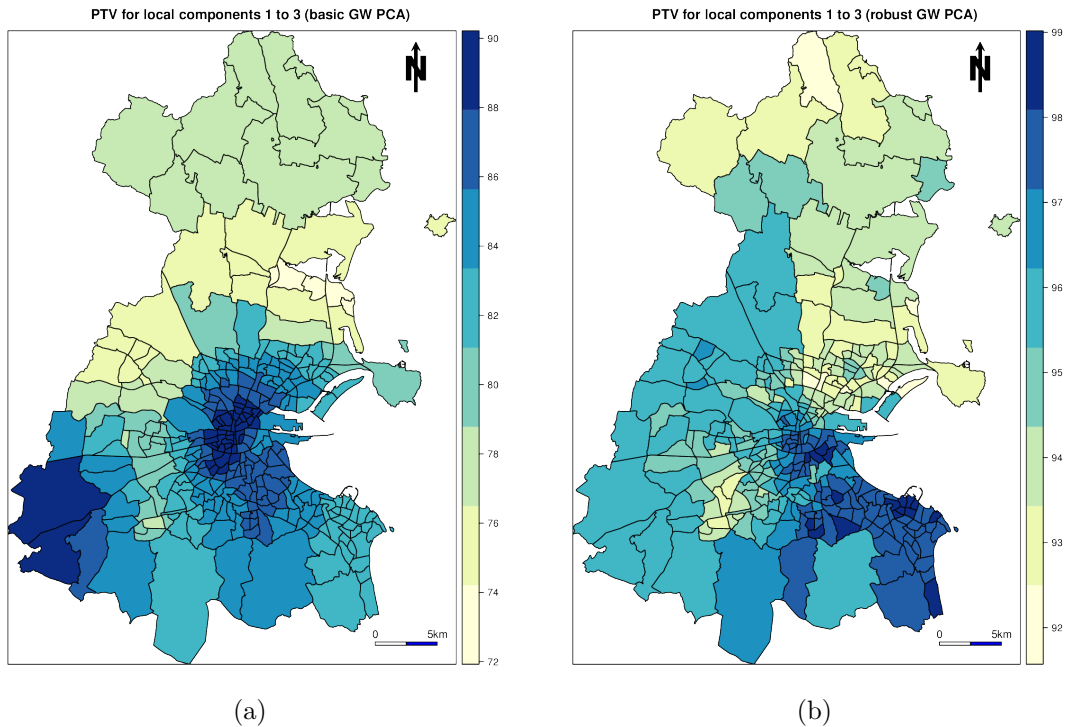 PTV for local components 1 to 3 (basic GW PCA)
N
90
88
86
84
82
80
78
76
74
72
0 5km
(a)
PTV for local components 1 to 3 (robust GW PCA)
N
99
98
97
96
95
94
93
92
0 5km
(b)